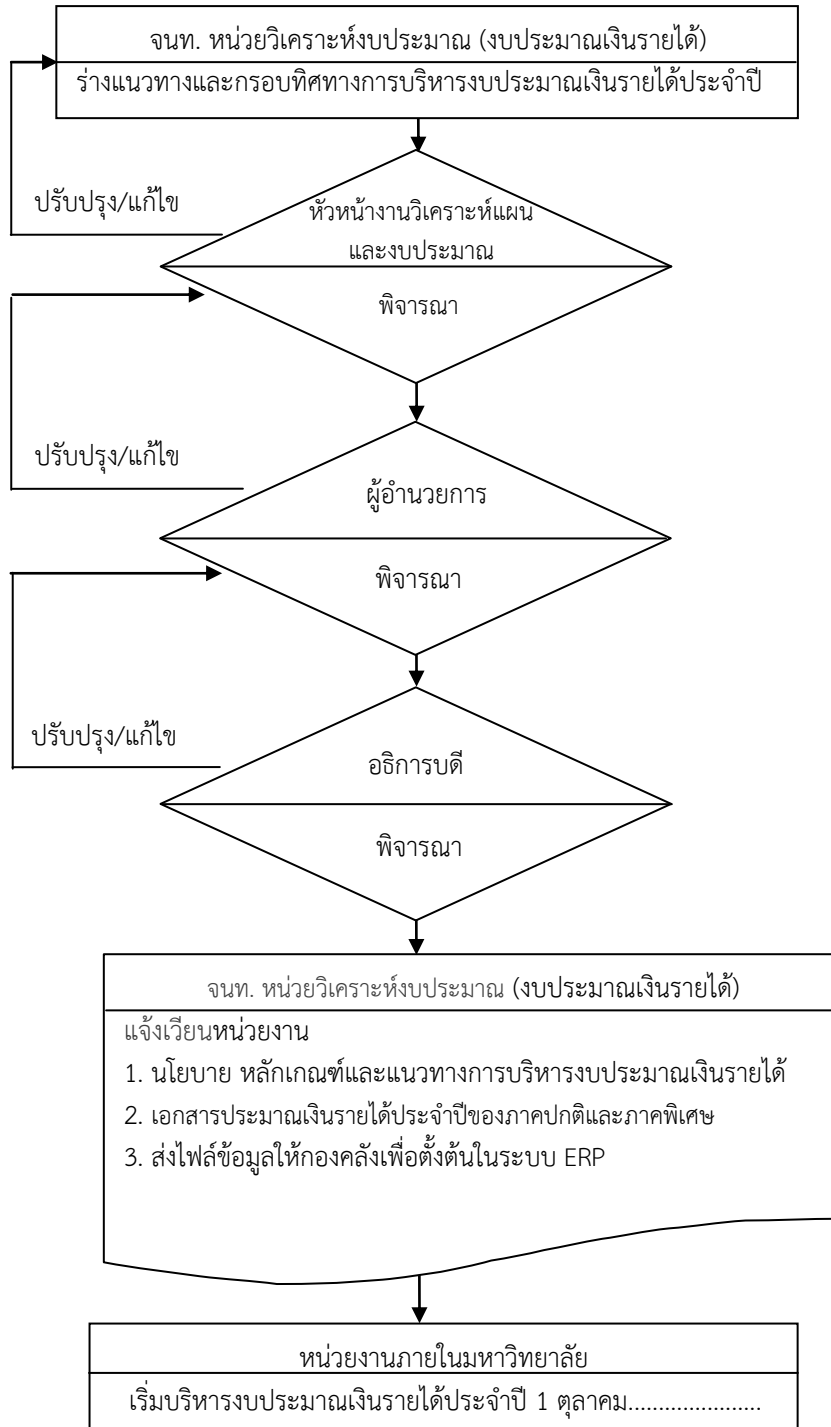 จนท. หน่วยวิเคราะห์งบประมาณ (งบประมาณเงินรายได้)
ร่างแนวทางและกรอบทิศทางการบริหารงบประมาณเงินรายได้ประจำปี
ปรับปรุง/แก้ไข
หัวหน้างานวิเคราะห์แผน
และงบประมาณ
พิจารณา
ปรับปรุง/แก้ไข
ผู้อำนวยการ
พิจารณา
ปรับปรุง/แก้ไข
อธิการบดี
พิจารณา
จนท. หน่วยวิเคราะห์งบประมาณ (งบประมาณเงินรายได้)
แจ้งเวียนหน่วยงาน
1. นโยบาย หลักเกณฑ์และแนวทางการบริหารงบประมาณเงินรายได้
2. เอกสารประมาณเงินรายได้ประจำปีของภาคปกติและภาคพิเศษ
3. ส่งไฟล์ข้อมูลให้กองคลังเพื่อตั้งต้นในระบบ ERP
หน่วยงานภายในมหาวิทยาลัย
เริ่มบริหารงบประมาณเงินรายได้ประจำปี 1 ตุลาคม......................